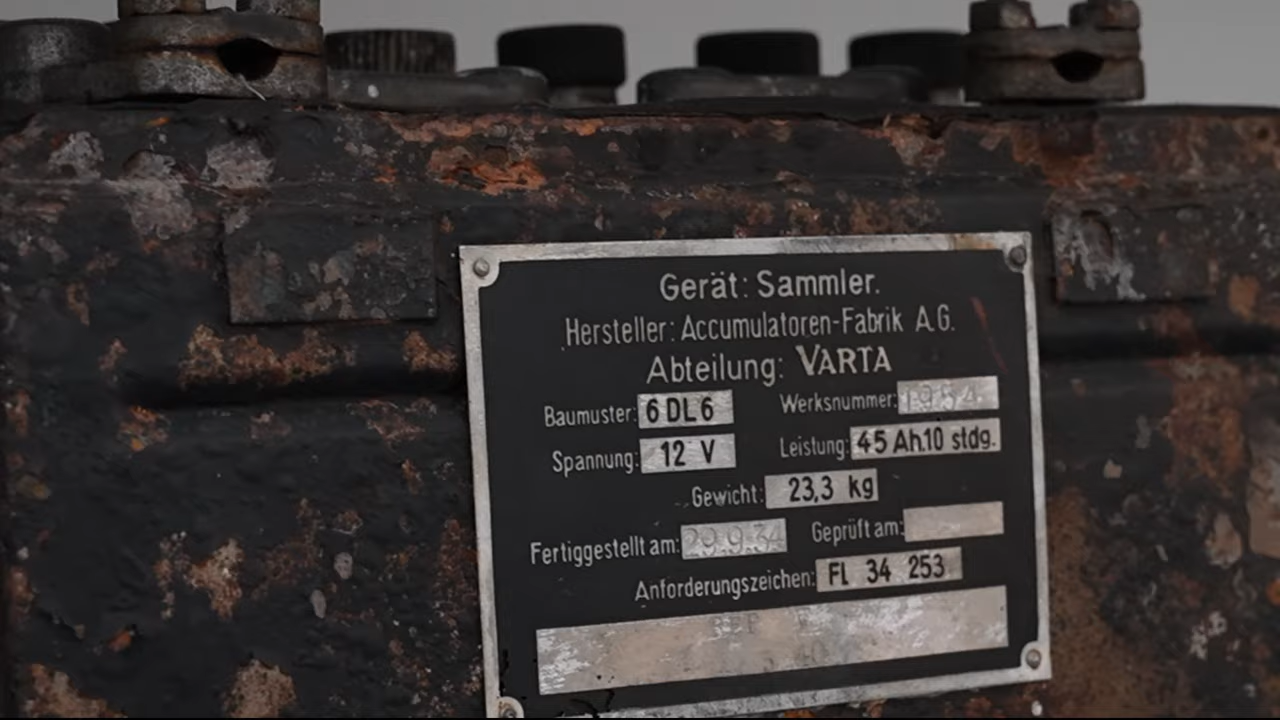 Gerät: Sammler.
Hersteller: Accumulatoren-Fabrik A.G.
Abteilung: VARTA
Baumuster: 6 DL 6 Werksnummer: 1954
Spannung: 12 V Leistung: 45 Ah.10 stdg.
Gewicht: 23,3 kg
Fertiggestellt am: 29.9.34 Geprüft am:
Anforderungszeichen: FL 34 253